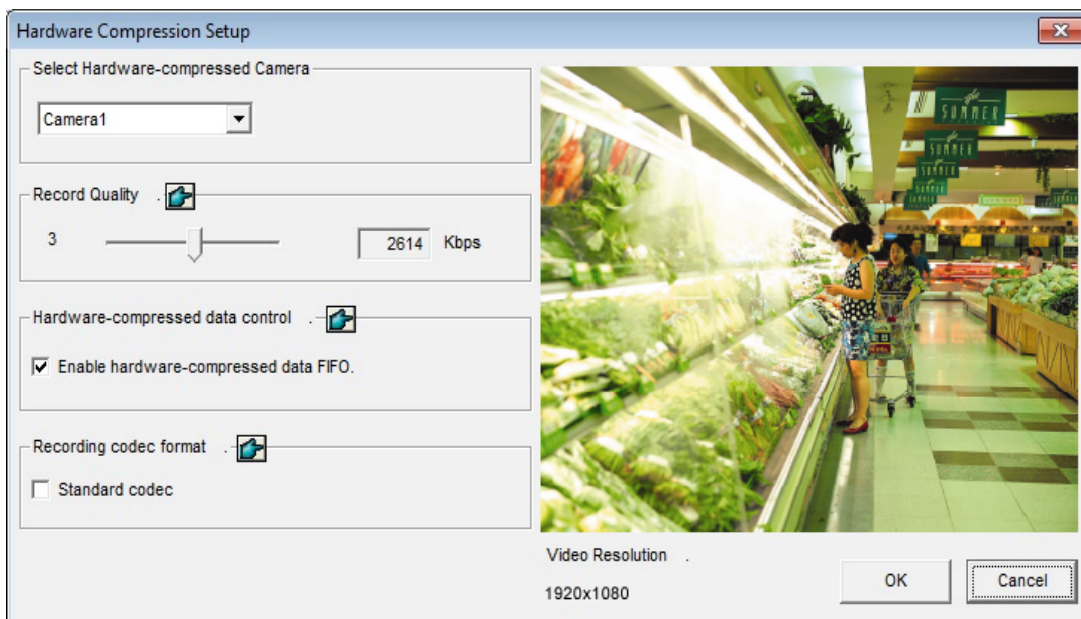 Hardware Compression Setup
Select Hardware-compressed Camera
Camera1
Record Quality .
3
2614 Kbps
Hardware-compressed data control .
Enable hardware-compressed data FIFO.
Recording codec format .
Standard codec
SUMMER
SUMMER
SUMMER
Video Resolution .
1920x1080
OK
Cancel